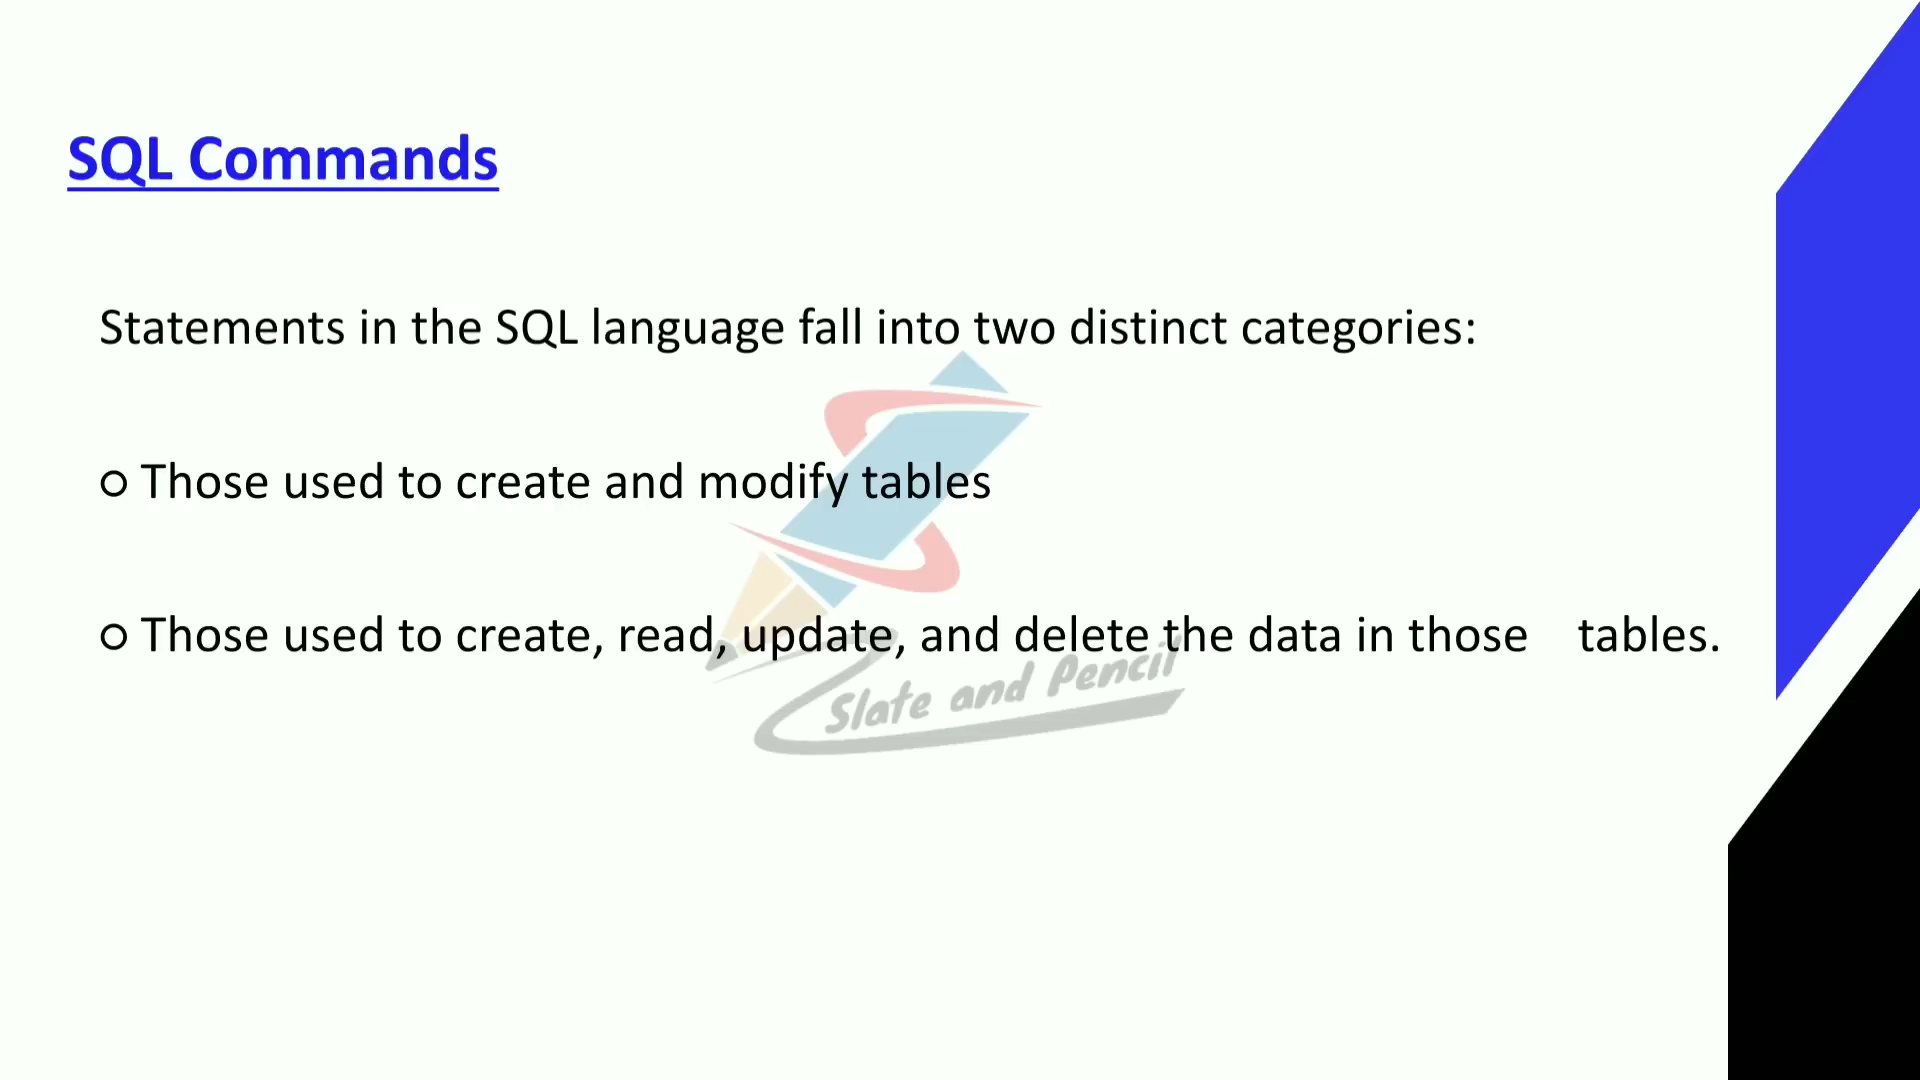 SQL Commands
Statements in the SQL language fall into two distinct categories:
○ Those used to create and modify tables
○ Those used to create, read, update, and delete the data in those tables.
Slate and Pencil